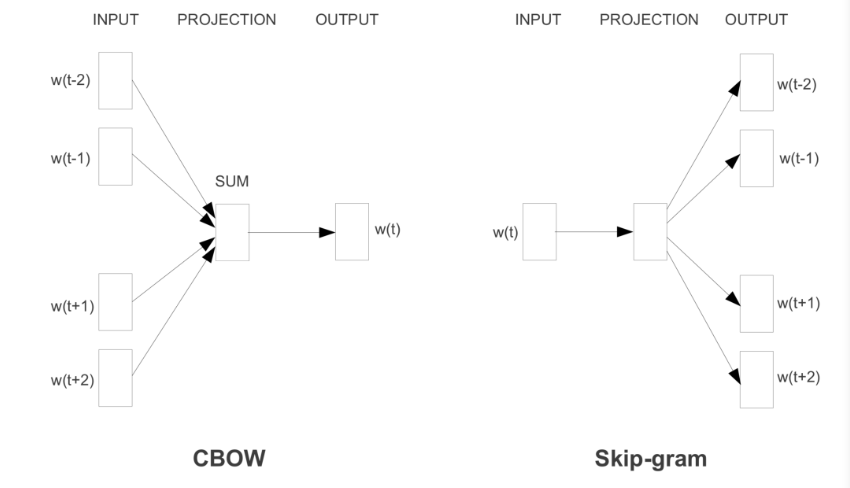 INPUT PROJECTION OUTPUT
w(t-2)
w(t-1)
SUM
w(t)
w(t+1)
w(t+2)
CBOW
INPUT PROJECTION OUTPUT
w(t-2)
w(t-1)
w(t)
w(t+1)
w(t+2)
Skip-gram